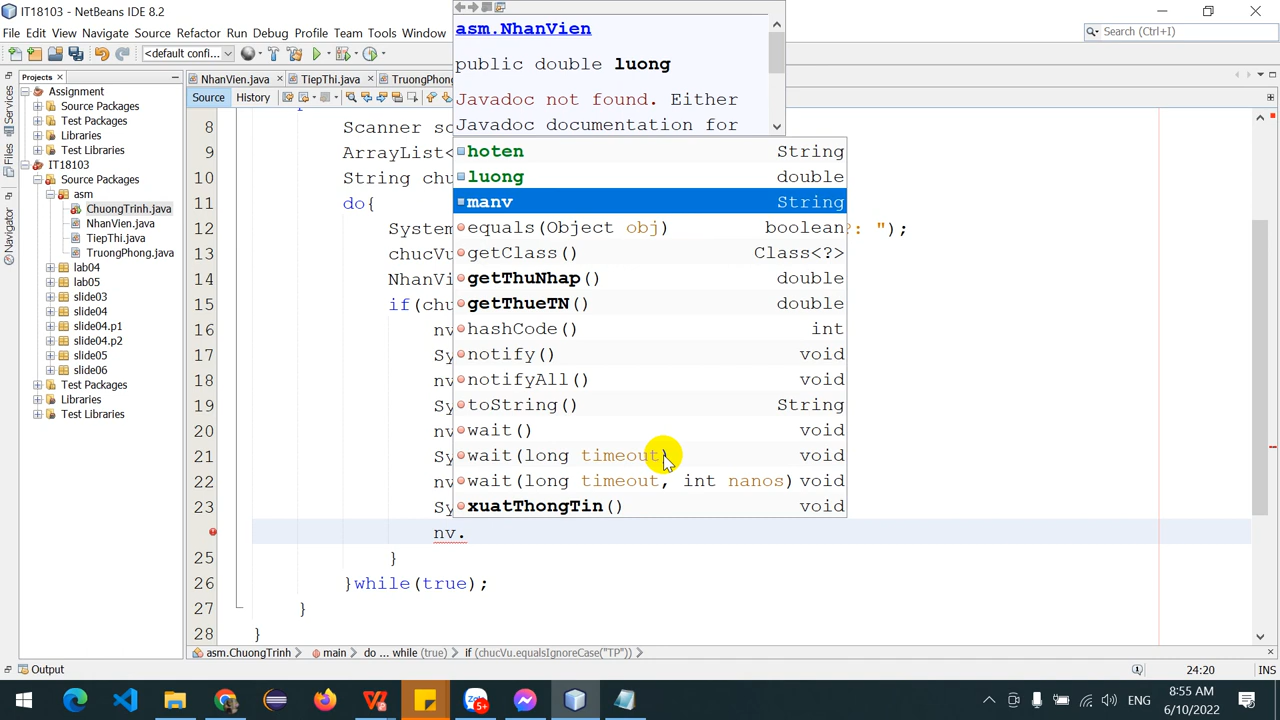 IT18103 - NetBeans IDE 8.2
File Edit View Navigate Source Refactor Run Debug Profile Team Tools Window
Search (Ctrl+I)
<default confi...
asm.NhanVien
public double luong
Javadoc not found. Either
Javadoc documentation for
Services
Files
Navigator
Projects
Assignment
Source Packages
Test Packages
Libraries
Test Libraries
IT18103
Source Packages
asm
ChuongTrinh.java
NhanVien.java
TiepThi.java
TruongPhong.java
lab04
lab05
slide03
slide04
slide04.p1
slide04.p2
slide05
slide06
Test Packages
Libraries
Test Libraries
NhanVien.java TiepThi.java TruongPhong
Source History
8 Scanner sc
9 ArrayList<
10 String chu
11 do{
12 System ?: ");
13 chucVu
14 NhanVi
15 if(chu
16 nv
17 Sy
18 nv
19 Sy
20 nv
21 Sy
22 nv
23 Sy
nv.
25 }
26 }while(true);
27 }
28 }
hoten String
luong double
manv String
equals(Object obj) boolean
getClass() Class<?>
getThuNhap() double
getThueTN() double
hashCode() int
notify() void
notifyAll() void
toString() String
wait() void
wait(long timeout) void
wait(long timeout, int nanos) void
xuatThongTin() void
asm.ChuongTrinh main do ... while (true) if (chucVu.equalsIgnoreCase("TP"))
Output
24:20 INS
5+
ENG
8:55 AM
6/10/2022